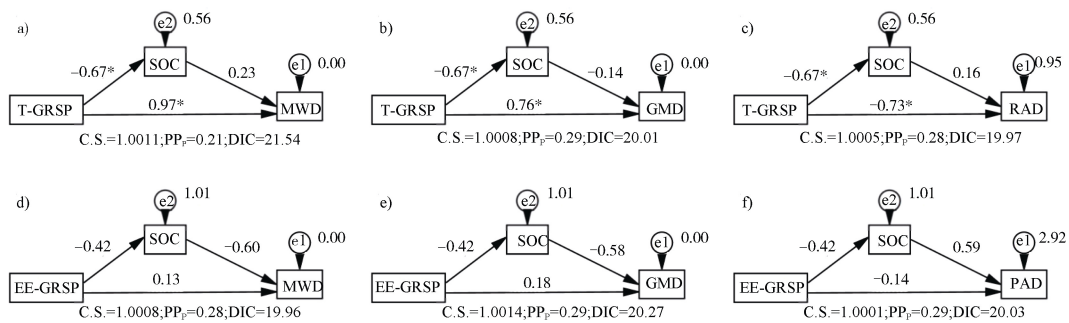 a)
e2
0.56
SOC
−0.67*
0.23
e1
0.00
T-GRSP
0.97*
MWD
C.S.=1.0011;PPP=0.21;DIC=21.54
b)
e2
0.56
SOC
−0.67*
−0.14
e1
0.00
T-GRSP
0.76*
GMD
C.S.=1.0008;PPP=0.29;DIC=20.01
c)
e2
0.56
SOC
−0.67*
0.16
e1
0.95
T-GRSP
−0.73*
RAD
C.S.=1.0005;PPP=0.28;DIC=19.97
d)
e2
1.01
SOC
−0.42
−0.60
e1
0.00
EE-GRSP
0.13
MWD
C.S.=1.0008;PPP=0.28;DIC=19.96
e)
e2
1.01
SOC
−0.42
−0.58
e1
0.00
EE-GRSP
0.18
GMD
C.S.=1.0014;PPP=0.29;DIC=20.27
f)
e2
1.01
SOC
−0.42
0.59
e1
2.92
EE-GRSP
−0.14
PAD
C.S.=1.0001;PPP=0.29;DIC=20.03